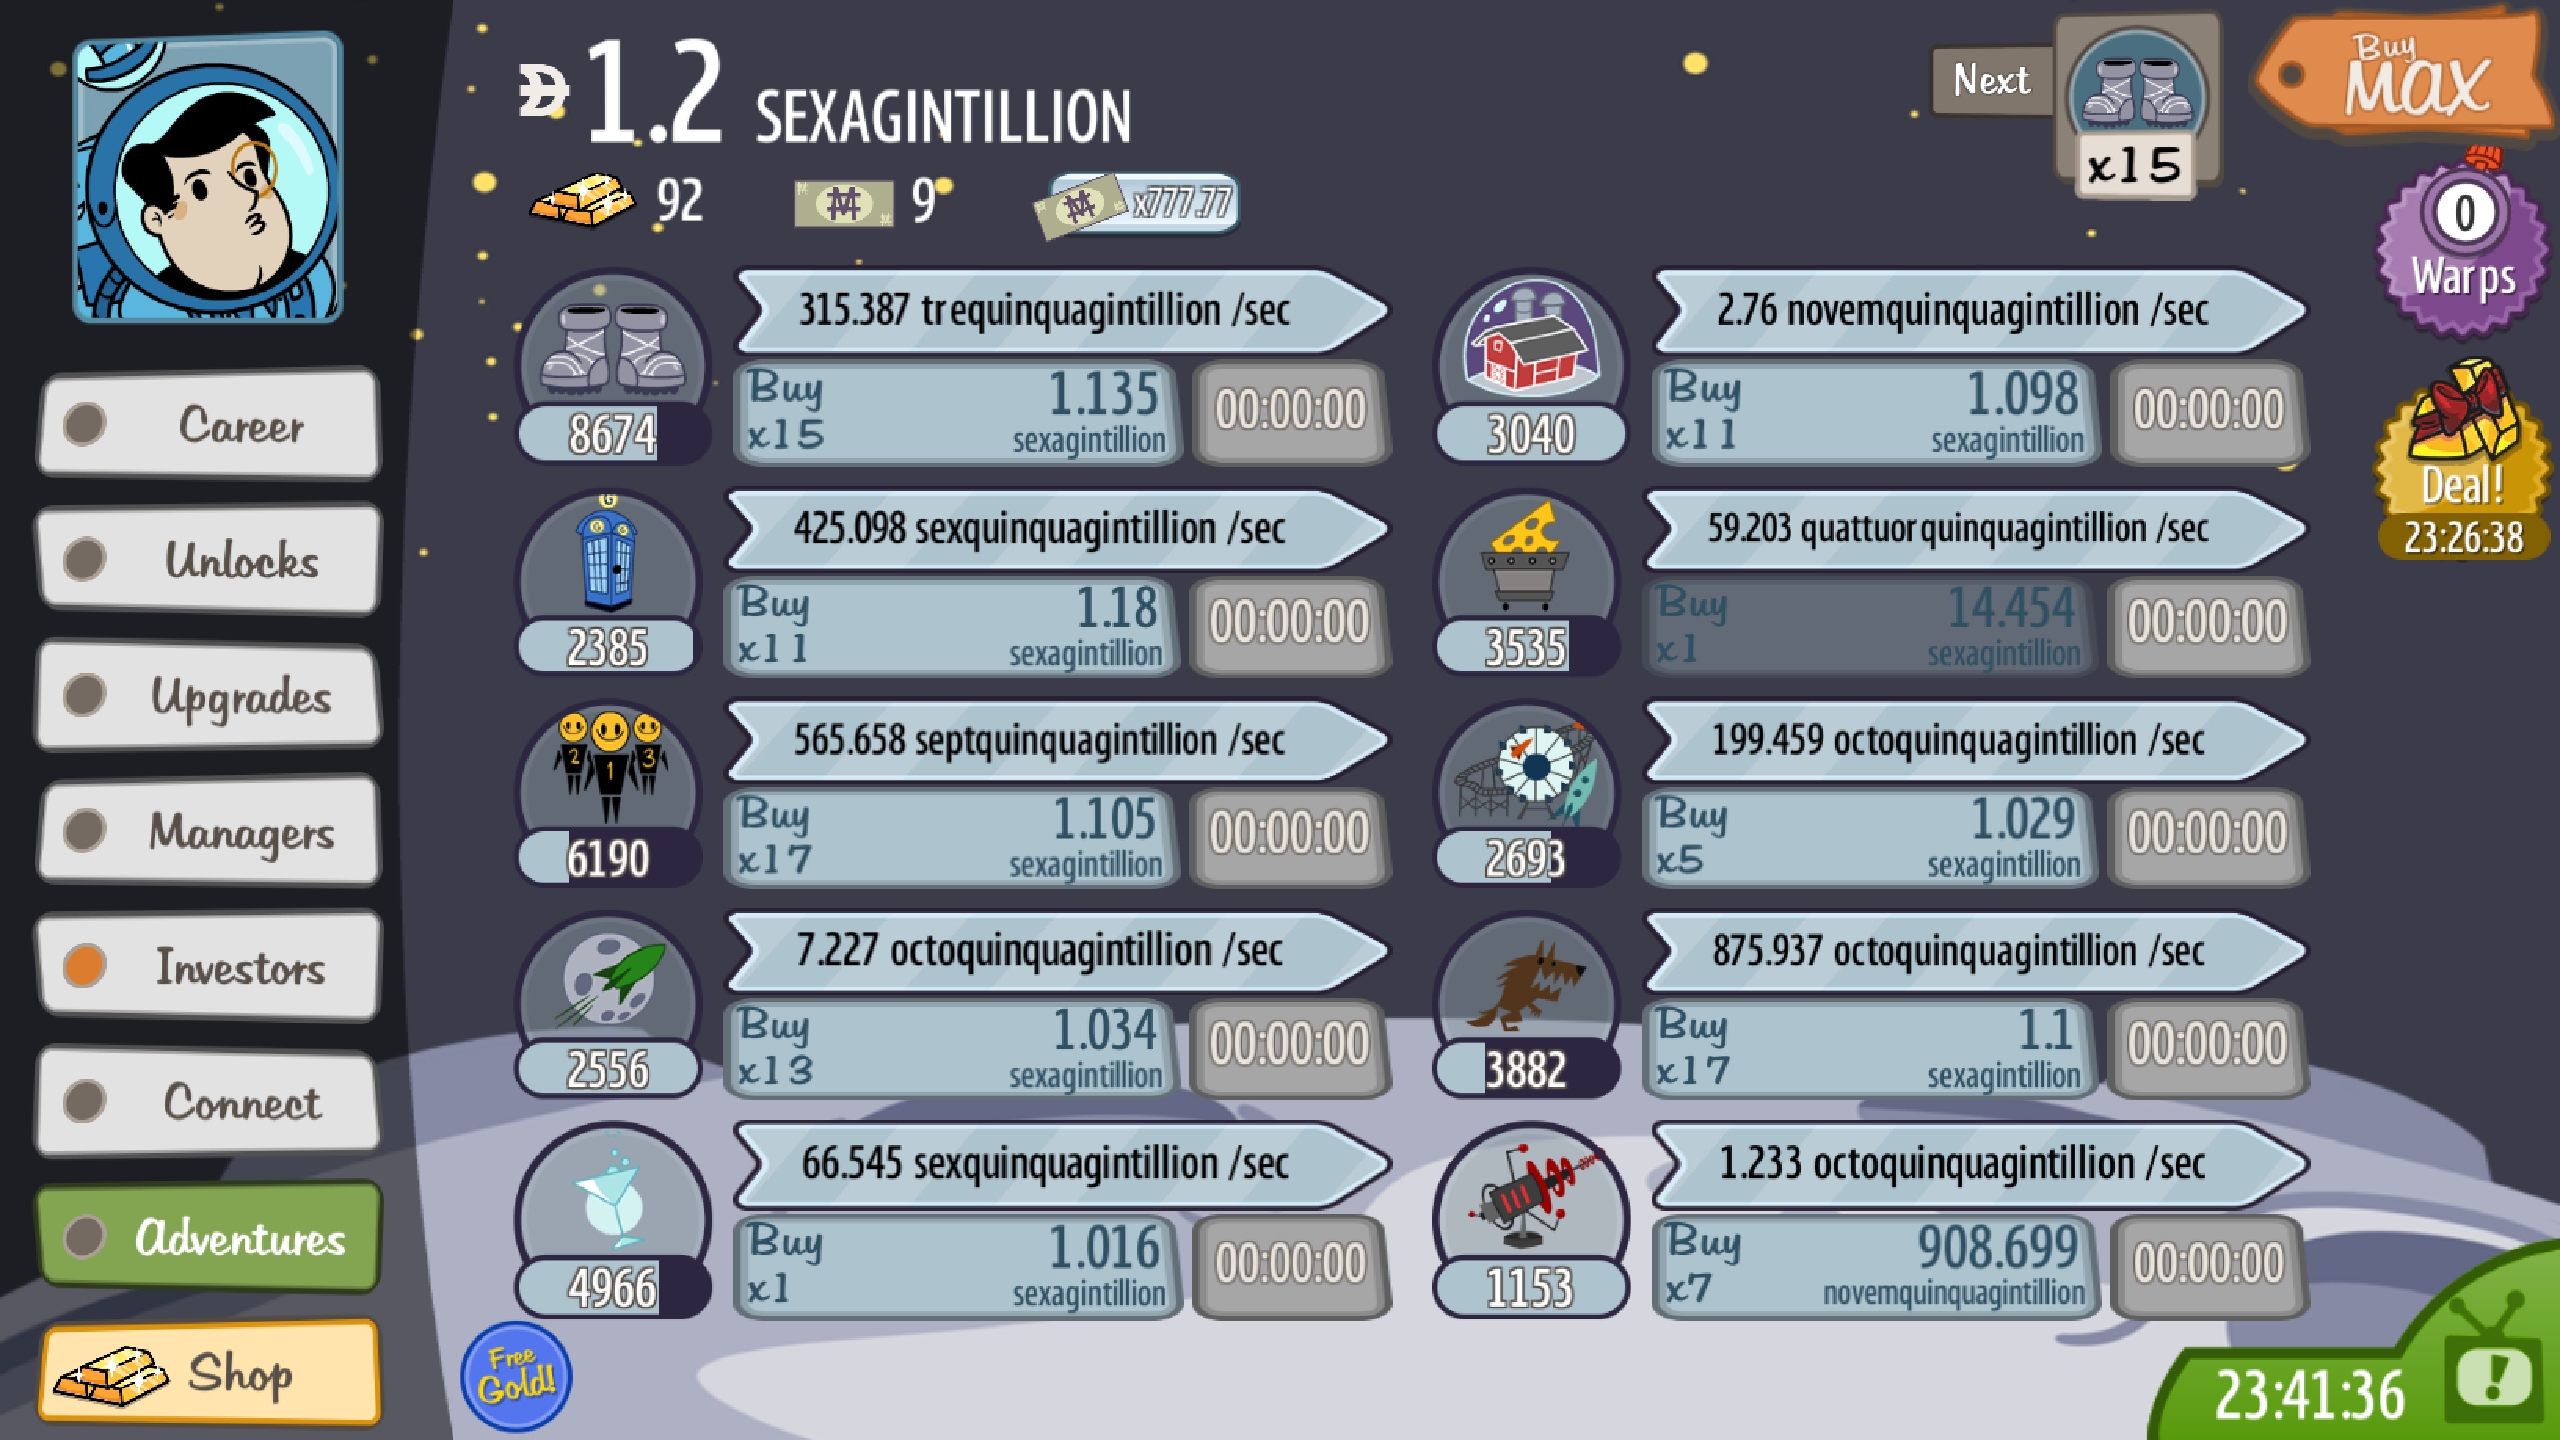 1.2 SEXAGINTILLION
92
9
x777.77
Next
x15
Buy
MAX
0
Warps
Deal!
23:26:38
Career
Unlocks
Upgrades
Managers
Investors
Connect
Adventures
Shop
315.387 trequinquagintillion /sec
8674
Buy
x15
1.135
sexagintillion
00:00:00
2.76 novemquinquagintillion /sec
3040
Buy
x11
1.098
sexagintillion
00:00:00
G
425.098 sexquinquagintillion /sec
2385
Buy
x11
1.18
sexagintillion
00:00:00
59.203 quattuorquinquagintillion /sec
3535
Buy
x1
14.454
sexagintillion
00:00:00
2 1 3
565.658 septquinquagintillion /sec
6190
Buy
x17
1.105
sexagintillion
00:00:00
199.459 octoquinquagintillion /sec
2693
Buy
x5
1.029
sexagintillion
00:00:00
7.227 octoquinquagintillion /sec
2556
Buy
x13
1.034
sexagintillion
00:00:00
875.937 octoquinquagintillion /sec
3882
Buy
x17
1.1
sexagintillion
00:00:00
66.545 sexquinquagintillion /sec
4966
Buy
x1
1.016
sexagintillion
00:00:00
1.233 octoquinquagintillion /sec
1153
Buy
x7
908.699
novemquinquagintillion
00:00:00
Free
Gold!
23:41:36
!